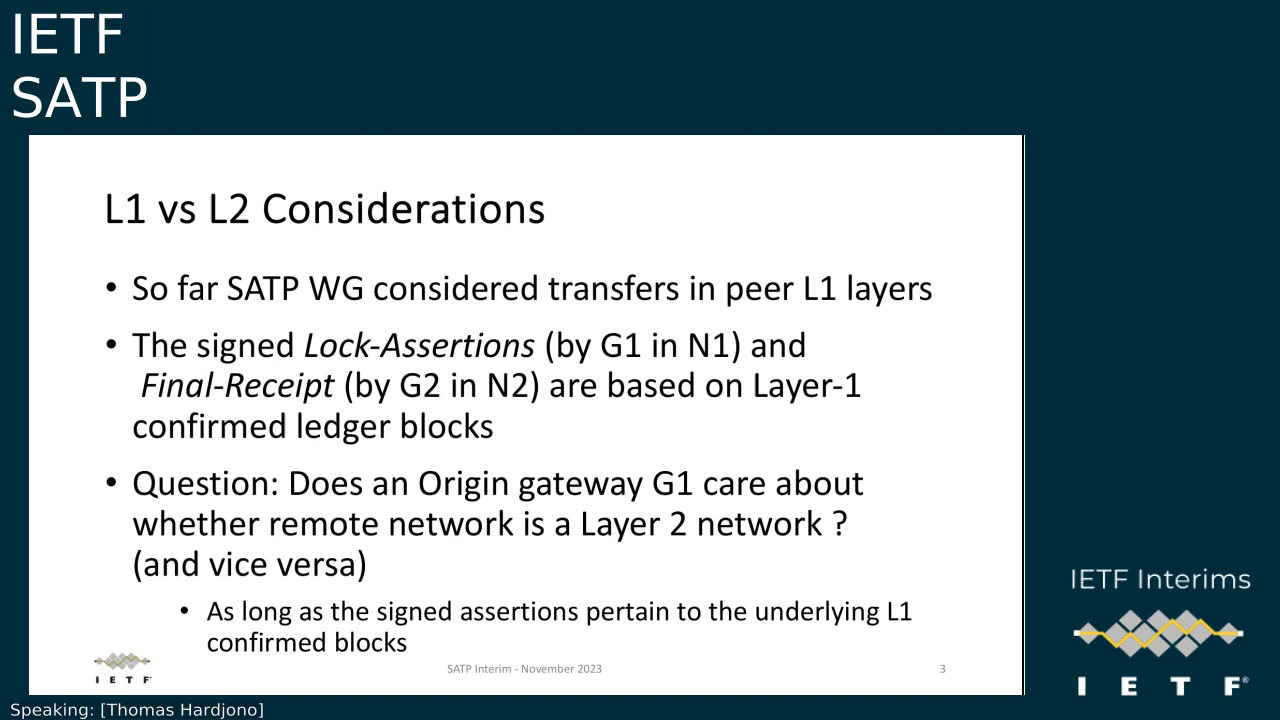 IETF
SATP
L1 vs L2 Considerations
• So far SATP WG considered transfers in peer L1 layers
• The signed Lock-Assertions (by G1 in N1) and
Final-Receipt (by G2 in N2) are based on Layer-1
confirmed ledger blocks
• Question: Does an Origin gateway G1 care about
whether remote network is a Layer 2 network ?
(and vice versa)
• As long as the signed assertions pertain to the underlying L1
confirmed blocks
I E T F
SATP Interim - November 2023
3
IETF Interims
I E T F®
Speaking: [Thomas Hardjono]